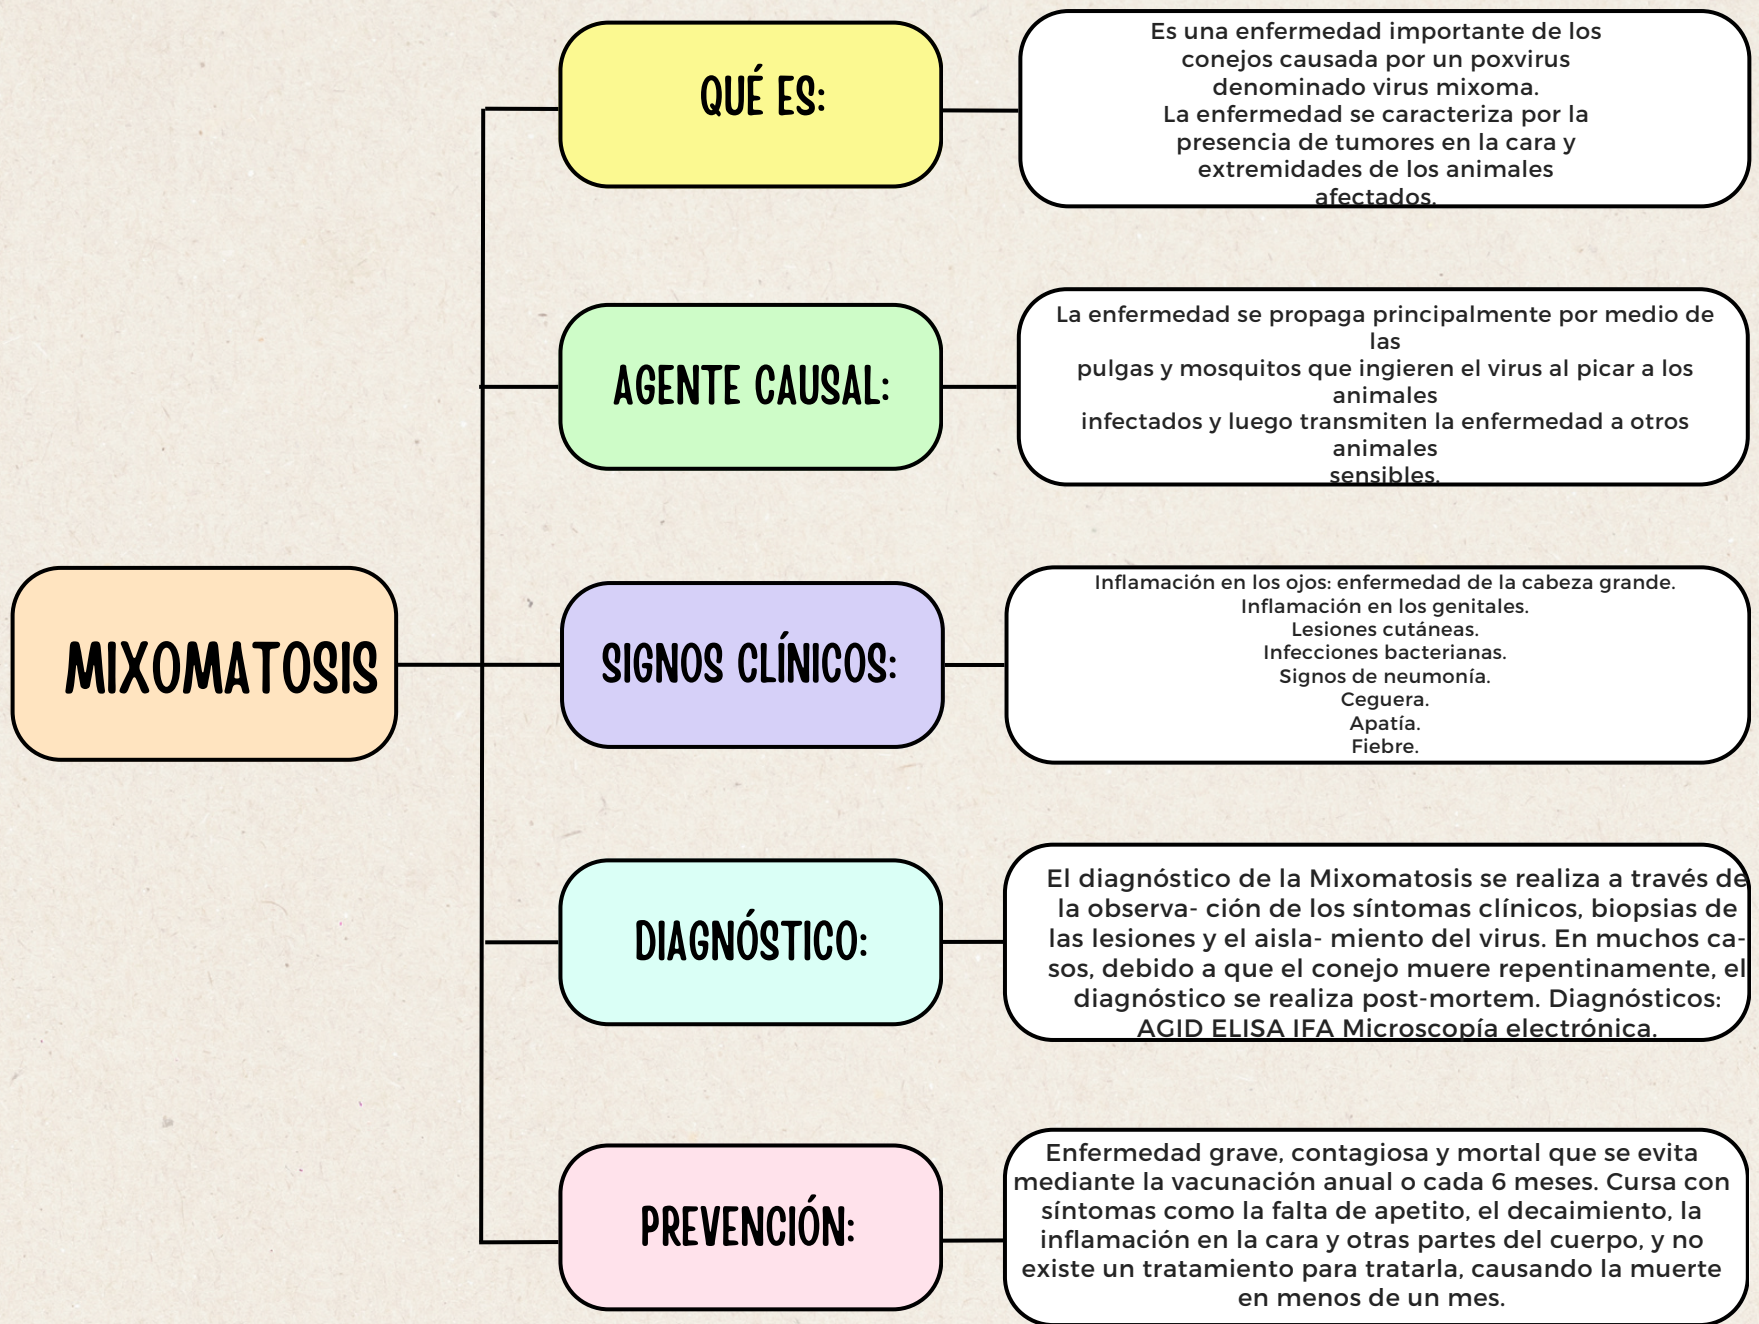 MIXOMATOSIS
QUÉ ES:
Es una enfermedad importante de los
conejos causada por un poxvirus
denominado virus mixoma.
La enfermedad se caracteriza por la
presencia de tumores en la cara y
extremidades de los animales
afectados.
AGENTE CAUSAL:
La enfermedad se propaga principalmente por medio de
las
pulgas y mosquitos que ingieren el virus al picar a los
animales
infectados y luego transmiten la enfermedad a otros
animales
sensibles.
SIGNOS CLÍNICOS:
Inflamación en los ojos: enfermedad de la cabeza grande.
Inflamación en los genitales.
Lesiones cutáneas.
Infecciones bacterianas.
Signos de neumonía.
Ceguera.
Apatía.
Fiebre.
DIAGNÓSTICO:
El diagnóstico de la Mixomatosis se realiza a través de
la observa- ción de los síntomas clínicos, biopsias de
las lesiones y el aisla- miento del virus. En muchos ca-
sos, debido a que el conejo muere repentinamente, el
diagnóstico se realiza post-mortem. Diagnósticos:
AGID ELISA IFA Microscopía electrónica.
PREVENCIÓN:
Enfermedad grave, contagiosa y mortal que se evita
mediante la vacunación anual o cada 6 meses. Cursa con
síntomas como la falta de apetito, el decaimiento, la
inflamación en la cara y otras partes del cuerpo, y no
existe un tratamiento para tratarla, causando la muerte
en menos de un mes.